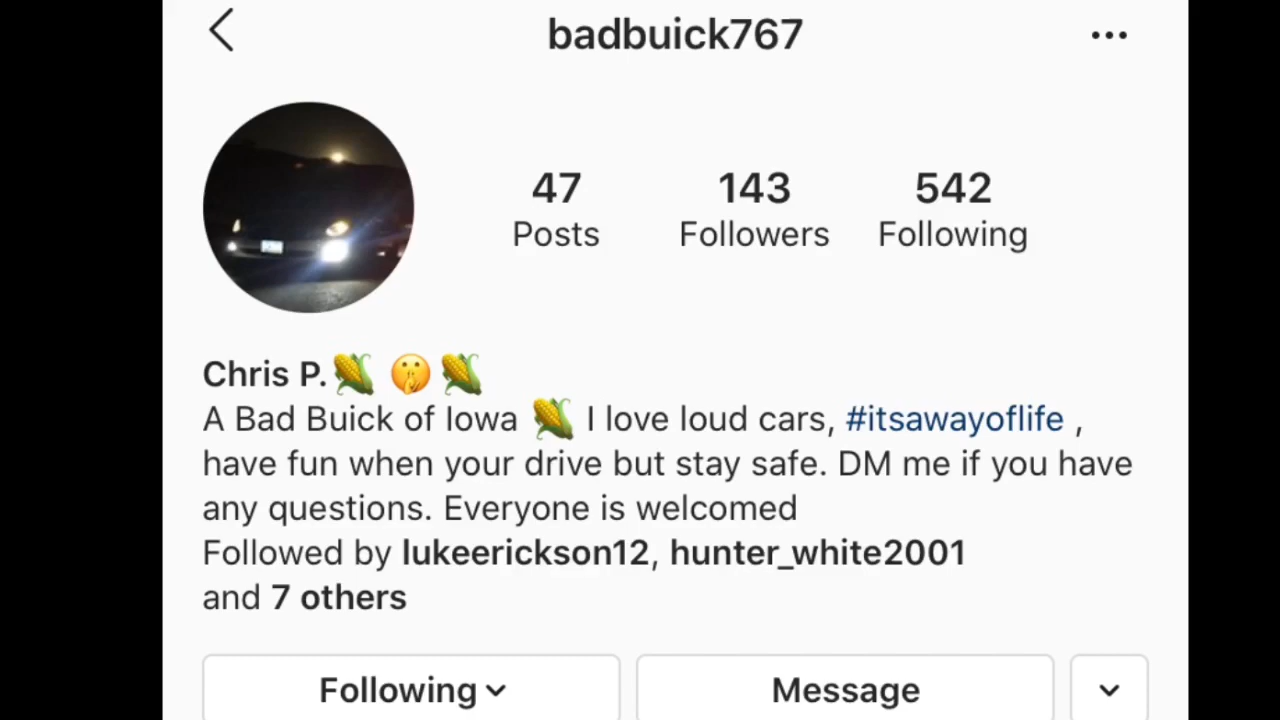 badbuick767
47 143 542
Posts Followers Following
Chris P.🌽 🤫 🌽
A Bad Buick of Iowa 🌽 I love loud cars, #itsawayoflife ,
have fun when your drive but stay safe. DM me if you have
any questions. Everyone is welcomed
Followed by lukeerickson12, hunter_white2001
and 7 others
Following Message